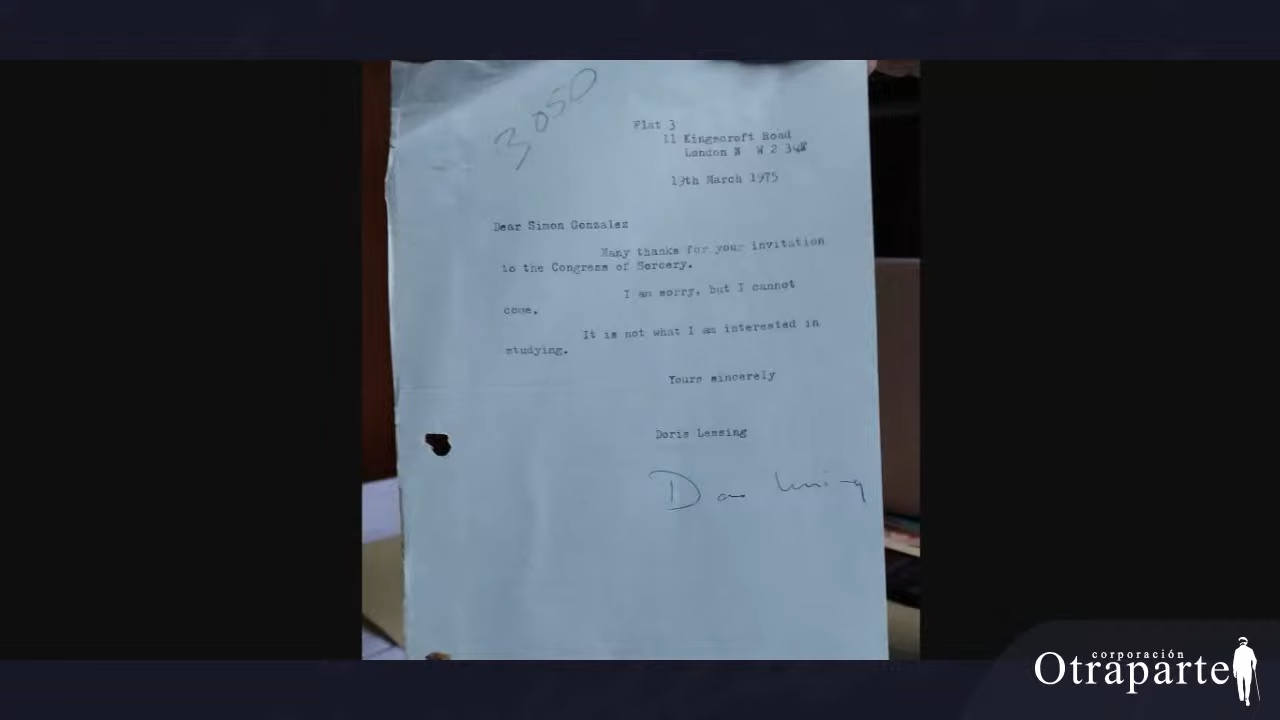 3050
Flat 3
11 Kingscroft Road
London N W 2
19th March 1975
Dear Simon Gonzalez
Many thanks for your invitation
to the Congress of Sorcery.
I am sorry, but I cannot
come.
It is not what I am interested in
studying.
Yours sincerely
Doris Lessing
Doris Lessing
corporación
Otraparte